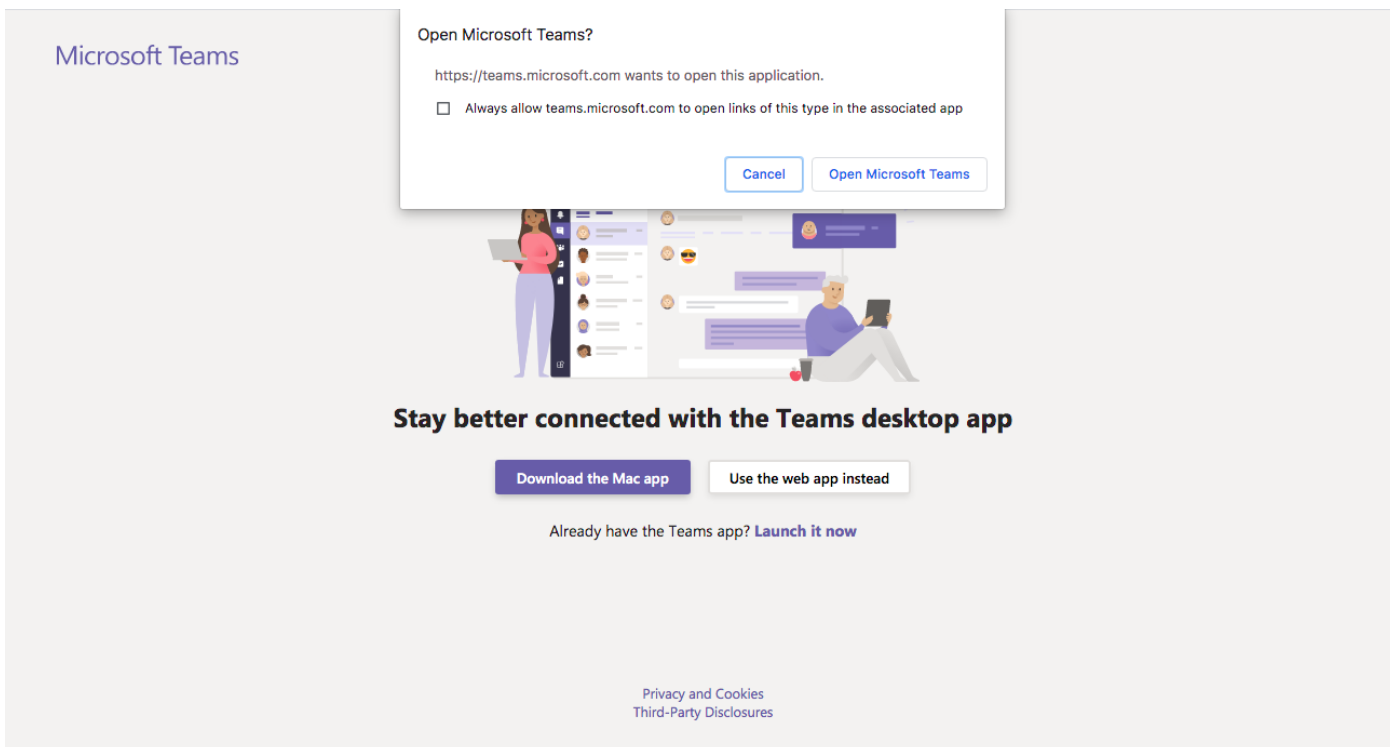 Microsoft Teams
Open Microsoft Teams?
https://teams.microsoft.com wants to open this application.
Always allow teams.microsoft.com to open links of this type in the associated app
Cancel
Open Microsoft Teams
Stay better connected with the Teams desktop app
Download the Mac app
Use the web app instead
Already have the Teams app? Launch it now
Privacy and Cookies
Third-Party Disclosures